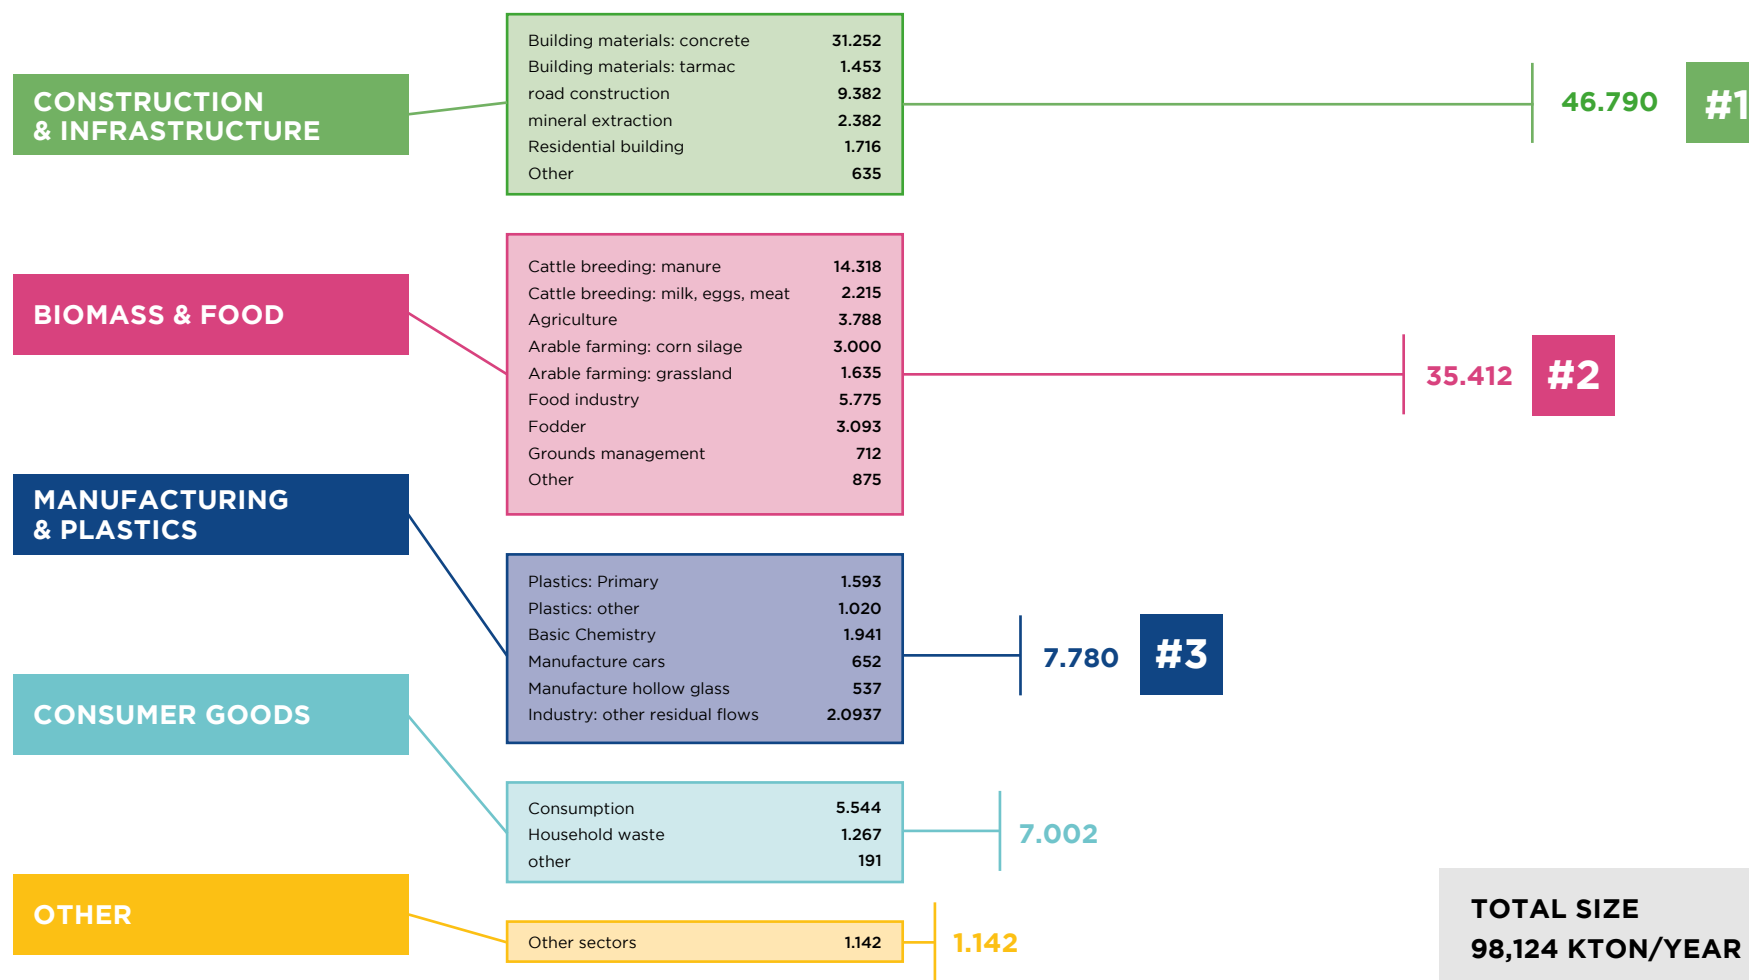 CONSTRUCTION
& INFRASTRUCTURE
Building materials: concrete 31.252
Building materials: tarmac 1.453
road construction 9.382
mineral extraction 2.382
Residential building 1.716
Other 635
46.790 #1
BIOMASS & FOOD
Cattle breeding: manure 14.318
Cattle breeding: milk, eggs, meat 2.215
Agriculture 3.788
Arable farming: corn silage 3.000
Arable farming: grassland 1.635
Food industry 5.775
Fodder 3.093
Grounds management 712
Other 875
35.412 #2
MANUFACTURING
& PLASTICS
Plastics: Primary 1.593
Plastics: other 1.020
Basic Chemistry 1.941
Manufacture cars 652
Manufacture hollow glass 537
Industry: other residual flows 2.0937
7.780 #3
CONSUMER GOODS
Consumption 5.544
Household waste 1.267
other 191
7.002
OTHER
Other sectors 1.142
1.142
TOTAL SIZE
98,124 KTON/YEAR